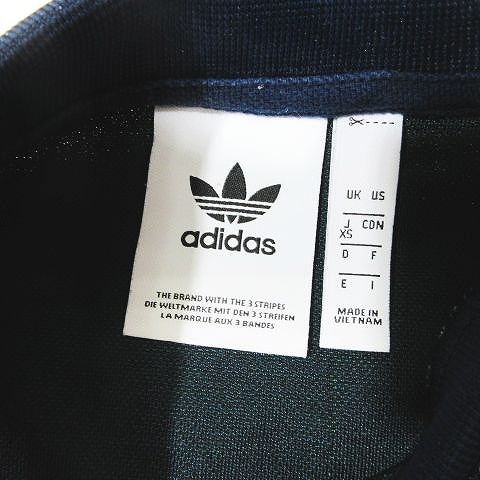 adidas
THE BRAND WITH THE 3 STRIPES
DIE WELTMARKE MIT DEN 3 STREIFEN
LA MARQUE AUX 3 BANDES
UK US
J CDN
XS
D F
E I
MADE IN
VIETNAM